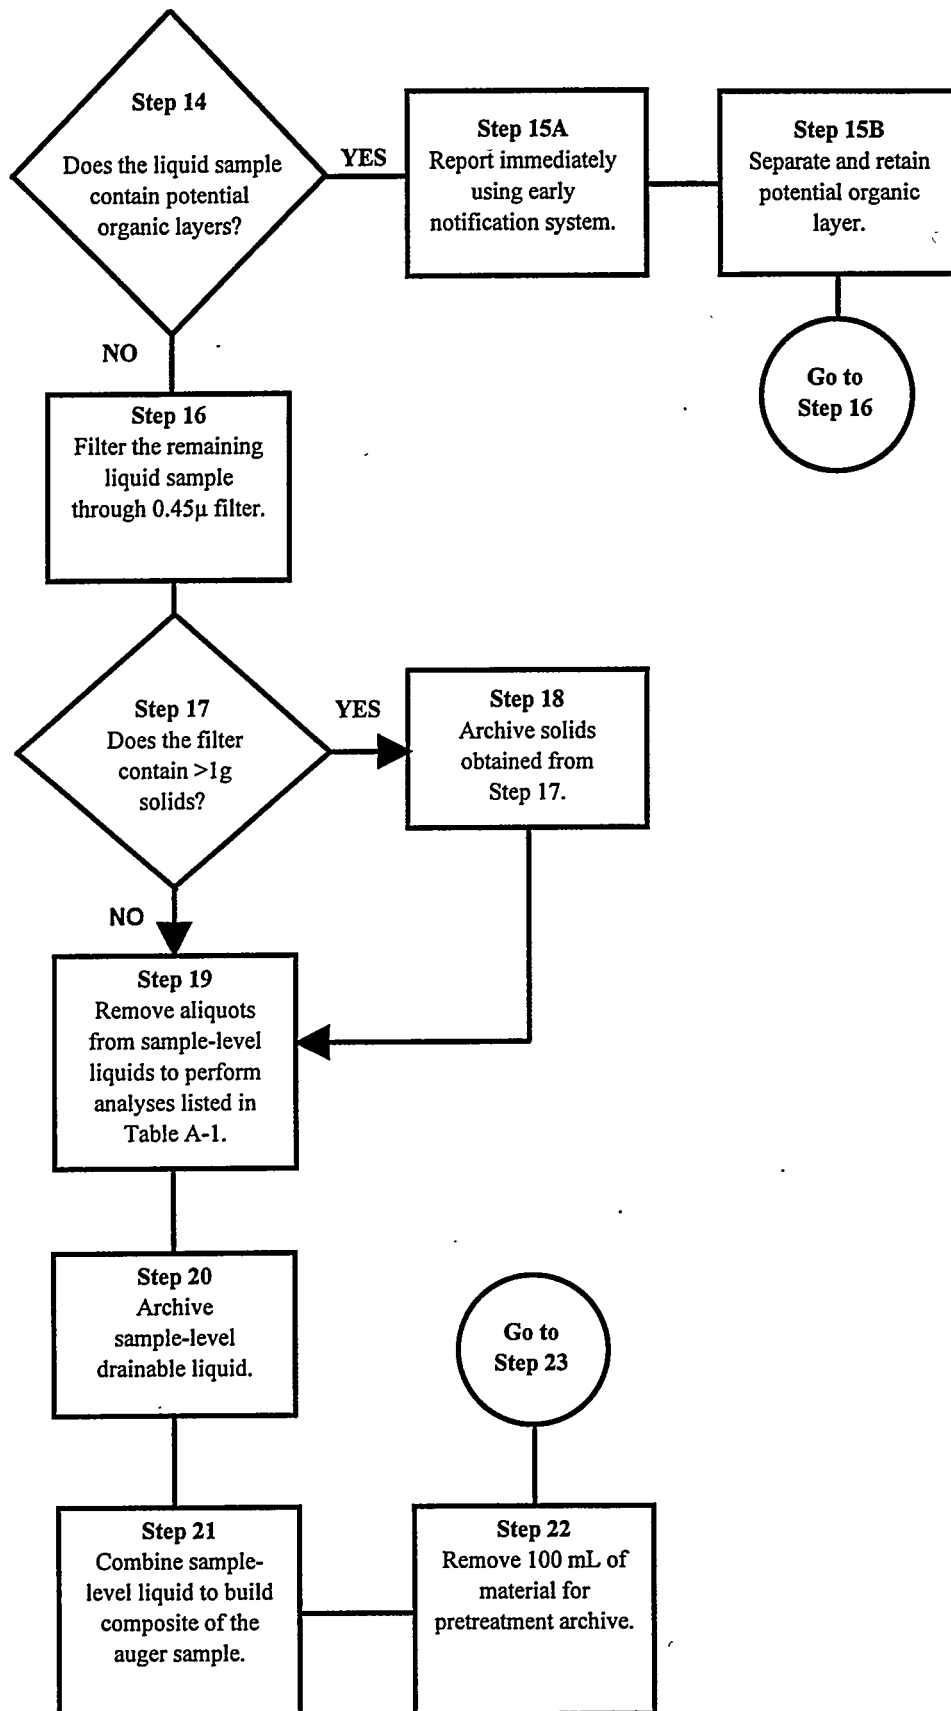 Step 14
Does the liquid sample
contain potential
organic layers?
YES
Step 15A
Report immediately
using early
notification system.
Step 15B
Separate and retain
potential organic
layer.
Go to
Step 16
NO
Step 16
Filter the remaining
liquid sample
through 0.45µ filter.
Step 17
Does the filter
contain >1g
solids?
YES
Step 18
Archive solids
obtained from
Step 17.
NO
Step 19
Remove aliquots
from sample-level
liquids to perform
analyses listed in
Table A-1.
Step 20
Archive
sample-level
drainable liquid.
Go to
Step 23
Step 21
Combine sample-
level liquid to build
composite of the
auger sample.
Step 22
Remove 100 mL of
material for
pretreatment archive.